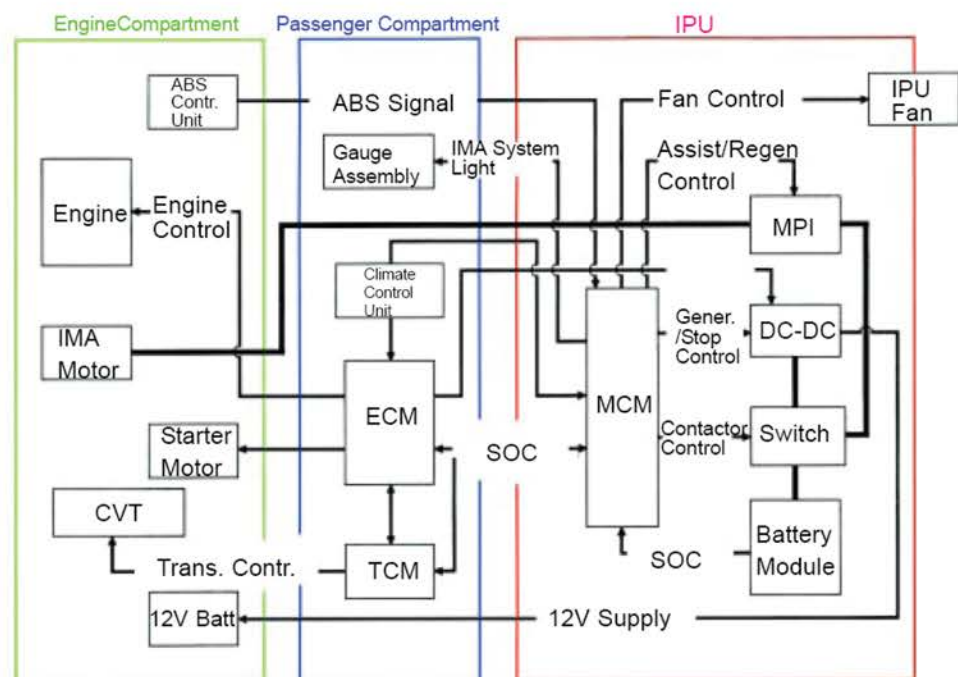 EngineCompartment
Passenger Compartment
IPU
ABS
Contr.
Unit
ABS Signal
Fan Control
IPU
Fan
Gauge
Assembly
IMA System
Light
Assist/Regen
Control
Engine
Engine
Control
MPI
Climate
Control
Unit
IMA
Motor
Gener.
/Stop
Control
DC-DC
ECM
MCM
Contactor
Control
Switch
Starter
Motor
SOC
CVT
Trans. Contr.
TCM
SOC
Battery
Module
12V Batt
12V Supply